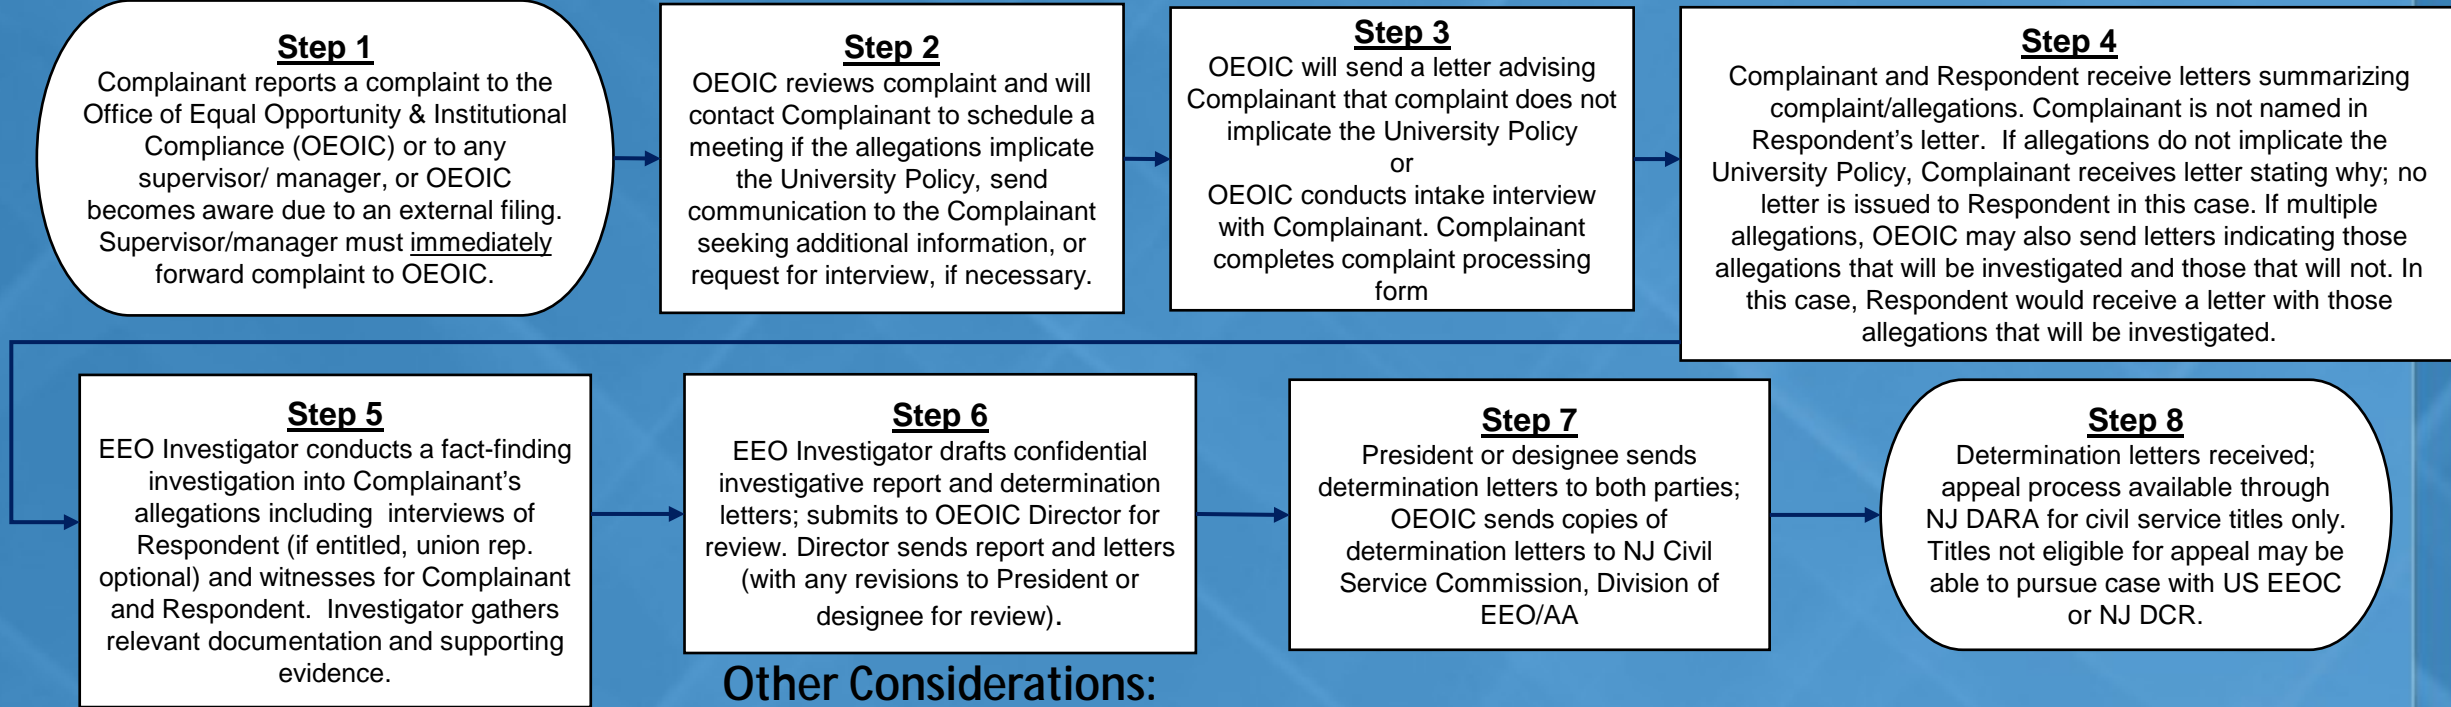 Step 1
Complainant reports a complaint to the
Office of Equal Opportunity & Institutional
Compliance (OEOIC) or to any
supervisor/ manager, or OEOIC
becomes aware due to an external filing.
Supervisor/manager must immediately
forward complaint to OEOIC.
Step 2
OEOIC reviews complaint and will
contact Complainant to schedule a
meeting if the allegations implicate
the University Policy, send
communication to the Complainant
seeking additional information, or
request for interview, if necessary.
Step 3
OEOIC will send a letter advising
Complainant that complaint does not
implicate the University Policy
or
OEOIC conducts intake interview
with Complainant. Complainant
completes complaint processing
form
Step 4
Complainant and Respondent receive letters summarizing
complaint/allegations. Complainant is not named in
Respondent’s letter.  If allegations do not implicate the
University Policy, Complainant receives letter stating why; no
letter is issued to Respondent in this case. If multiple
allegations, OEOIC may also send letters indicating those
allegations that will be investigated and those that will not. In
this case, Respondent would receive a letter with those
allegations that will be investigated.
Step 5
EEO Investigator conducts a fact-finding
investigation into Complainant’s
allegations including  interviews of
Respondent (if entitled, union rep.
optional) and witnesses for Complainant
and Respondent.  Investigator gathers
relevant documentation and supporting
evidence.
Step 6
EEO Investigator drafts confidential
investigative report and determination
letters; submits to OEOIC Director for
review. Director sends report and letters
(with any revisions to President or
designee for review).
Step 7
President or designee sends
determination letters to both parties;
OEOIC sends copies of
determination letters to NJ Civil
Service Commission, Division of
EEO/AA
Step 8
Determination letters received;
appeal process available through
NJ DARA for civil service titles only.
Titles not eligible for appeal may be
able to pursue case with US EEOC
or NJ DCR.
Other Considerations: